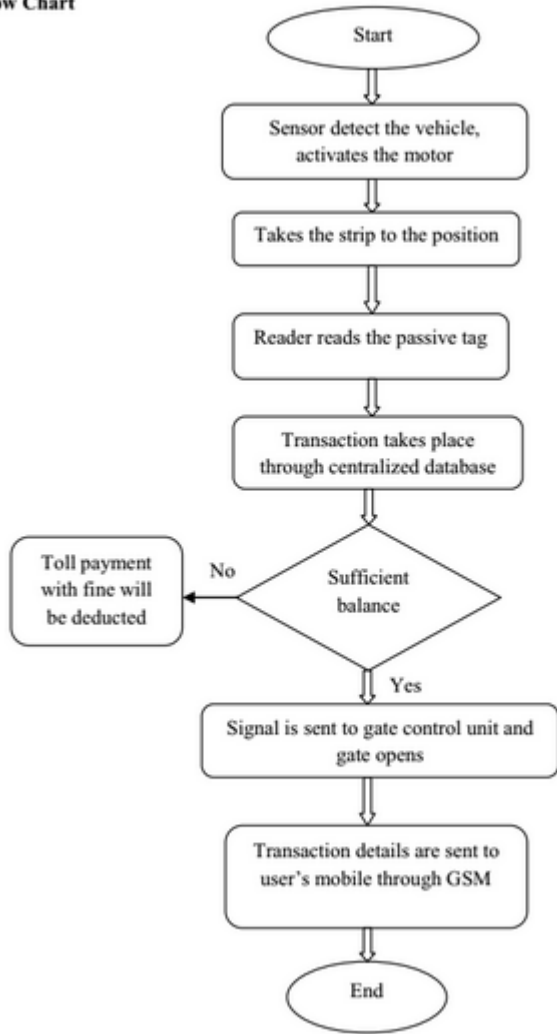 Chart
Start
Sensor detect the vehicle,
activates the motor
Takes the strip to the position
Reader reads the passive tag
Transaction takes place
through centralized database
Sufficient
balance
No
Toll payment
with fine will
be deducted
Yes
Signal is sent to gate control unit and
gate opens
Transaction details are sent to
user's mobile through GSM
End